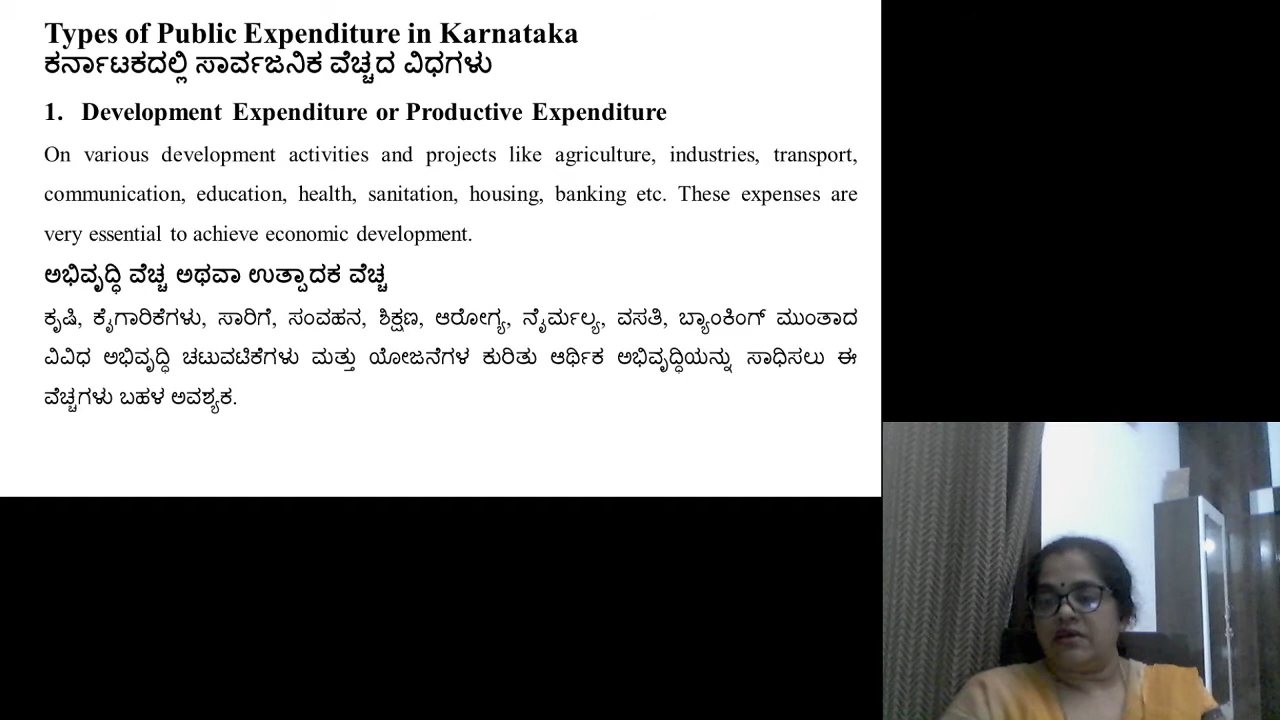 Types of Public Expenditure in Karnataka
ಕರ್ನಾಟಕದಲ್ಲಿ ಸಾರ್ವಜನಿಕ ವೆಚ್ಚದ ವಿಧಗಳು
1. Development Expenditure or Productive Expenditure
On various development activities and projects like agriculture, industries, transport,
communication, education, health, sanitation, housing, banking etc. These expenses are
very essential to achieve economic development.
ಅಭಿವೃದ್ಧಿ ವೆಚ್ಚ ಅಥವಾ ಉತ್ಪಾದಕ ವೆಚ್ಚ
ಕೃಷಿ, ಕೈಗಾರಿಕೆಗಳು, ಸಾರಿಗೆ, ಸಂವಹನ, ಶಿಕ್ಷಣ, ಆರೋಗ್ಯ, ನೈರ್ಮಲ್ಯ, ವಸತಿ, ಬ್ಯಾಂಕಿಂಗ್ ಮುಂತಾದ
ವಿವಿಧ ಅಭಿವೃದ್ಧಿ ಚಟುವಟಿಕೆಗಳು ಮತ್ತು ಯೋಜನೆಗಳ ಕುರಿತು ಆರ್ಥಿಕ ಅಭಿವೃದ್ಧಿಯನ್ನು ಸಾಧಿಸಲು ಈ
ವೆಚ್ಚಗಳು ಬಹಳ ಅವಶ್ಯಕ.